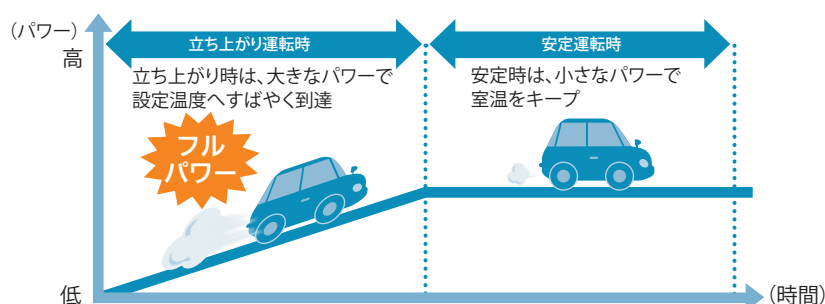 （パワー）
高
立ち上がり運転時
安定運転時
立ち上がり時は、大きなパワーで
設定温度へすばやく到達
安定時は、小さなパワーで
室温をキープ
フル
パワー
低
（時間）